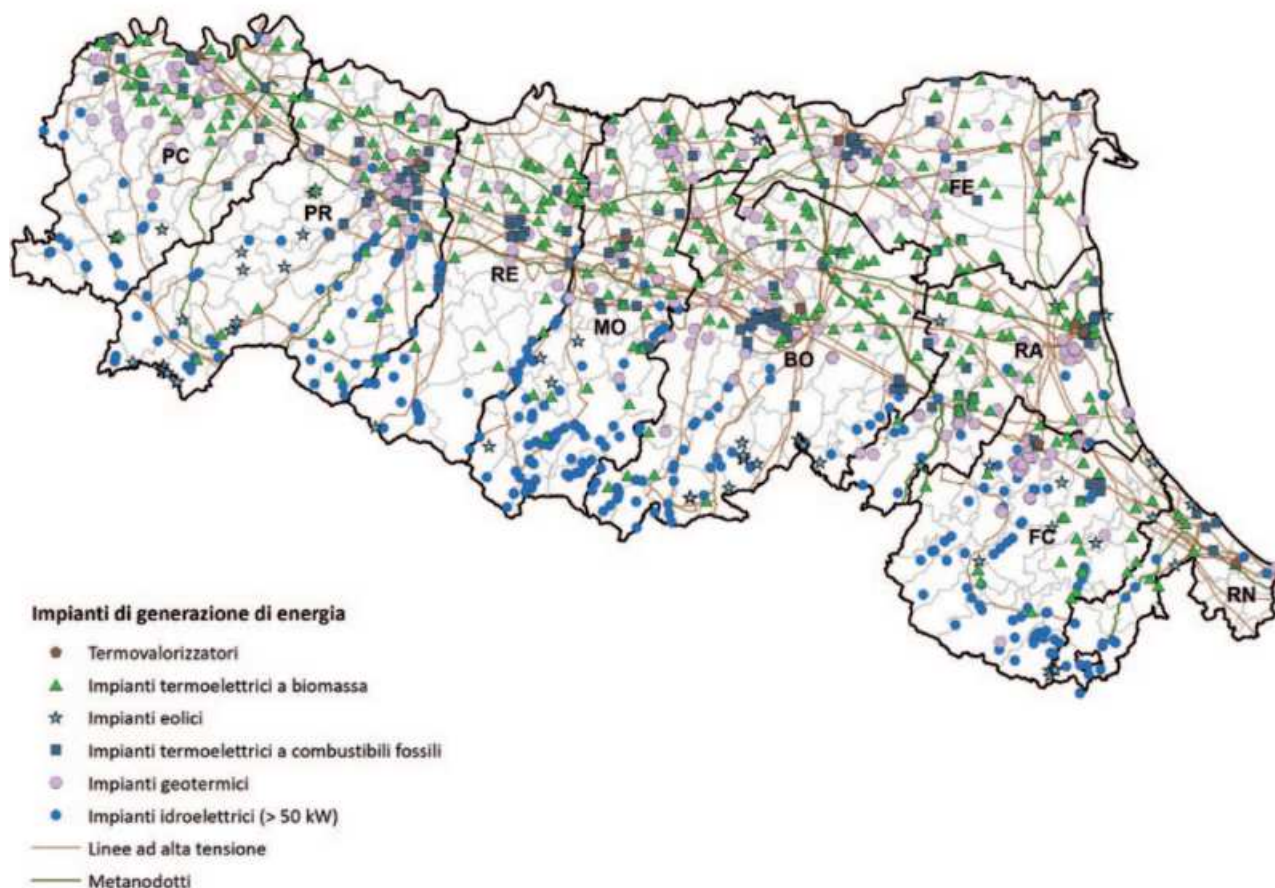 PC
PR
RE
MO
BO
FE
RA
FC
RN
Impianti di generazione di energia
Termovalorizzatori
Impianti termoelettrici a biomassa
Impianti eolici
Impianti termoelettrici a combustibili fossili
Impianti geotermici
Impianti idroelettrici (> 50 kW)
Linee ad alta tensione
Metanodotti